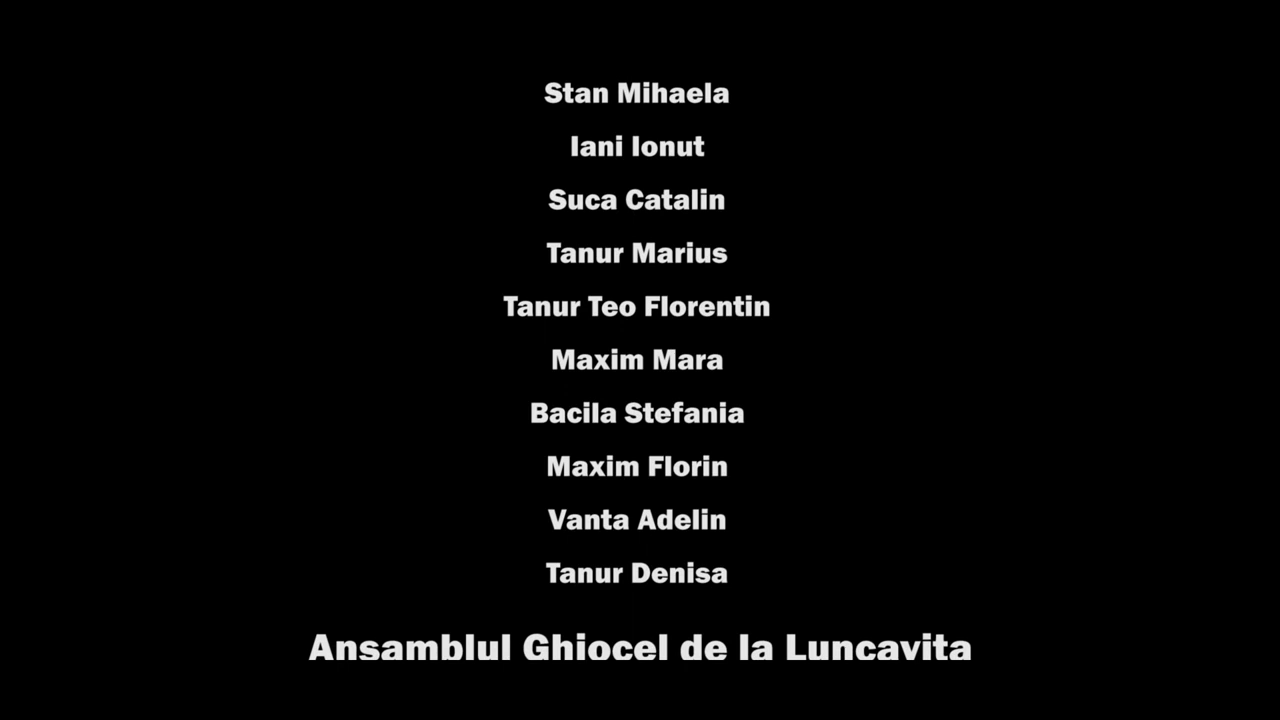 Stan Mihaela
Iani Ionut
Suca Catalin
Tanur Marius
Tanur Teo Florentin
Maxim Mara
Bacila Stefania
Maxim Florin
Vanta Adelin
Tanur Denisa
Ansamblul Ghiocel de la Luncavita